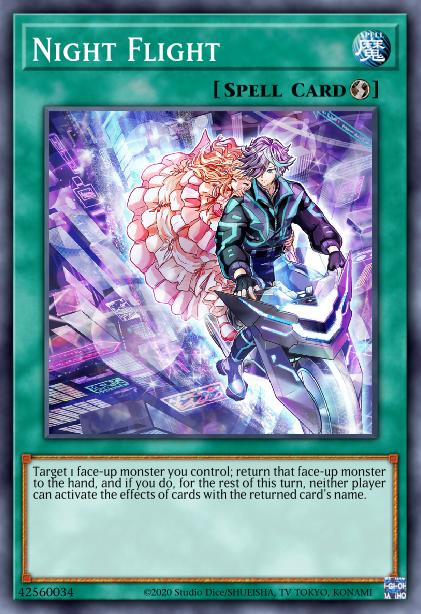 NIGHT FLIGHT
SPELL
魔
[SPELL CARD]
Target 1 face-up monster you control; return that face-up monster
to the hand, and if you do, for the rest of this turn, neither player
can activate the effects of cards with the returned card's name.
42560034
©2020 Studio Dice/SHUEISHA, TV TOKYO, KONAMI